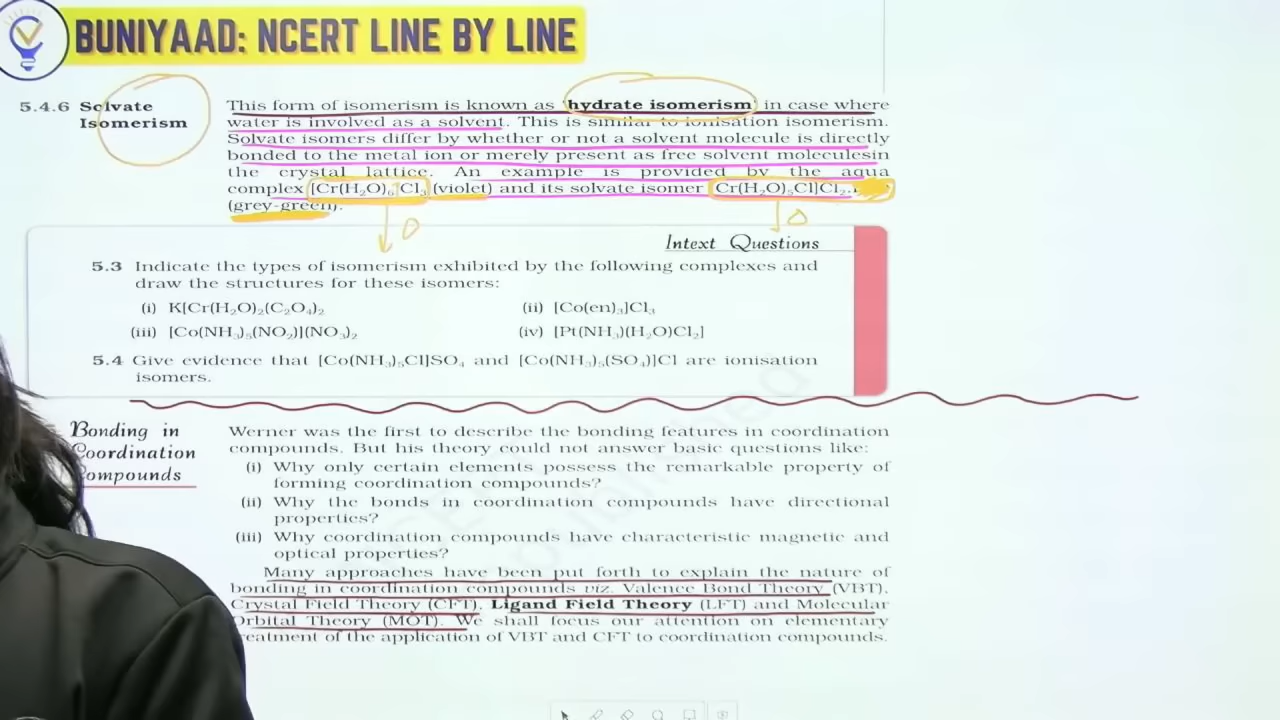 BUNIYAAD: NCERT LINE BY LINE
5.4.6 Solvate
Isomerism
This form of isomerism is known as 'hydrate isomerism' in case where
water is involved as a solvent. This is similar to ionisation isomerism.
Solvate isomers differ by whether or not a solvent molecule is directly
bonded to the metal ion or merely present as free solvent moleculesin
the crystal lattice. An example is provided by the aqua
complex [Cr(H₂O)₆]Cl₃ (violet) and its solvate isomer Cr(H₂O)₅Cl]Cl₂.
(grey-green).
Intext Questions
5.3 Indicate the types of isomerism exhibited by the following complexes and
draw the structures for these isomers:
(i) K[Cr(H₂O)₂(C₂O₄)₂ (ii) [Co(en)₃]Cl₃
(iii) [Co(NH₃)₅(NO₂)](NO₃)₂ (iv) [Pt(NH₃)(H₂O)Cl₂]
5.4 Give evidence that [Co(NH₃)₅Cl]SO₄ and [Co(NH₃)₅(SO₄)]Cl are ionisation
isomers.
Bonding in
Coordination
Compounds
Werner was the first to describe the bonding features in coordination
compounds. But his theory could not answer basic questions like:
(i) Why only certain elements possess the remarkable property of
forming coordination compounds?
(ii) Why the bonds in coordination compounds have directional
properties?
(iii) Why coordination compounds have characteristic magnetic and
optical properties?
Many approaches have been put forth to explain the nature of
bonding in coordination compounds viz. Valence Bond Theory (VBT),
Crystal Field Theory (CFT), Ligand Field Theory (LFT) and Molecular
Orbital Theory (MOT). We shall focus our attention on elementary
treatment of the application of VBT and CFT to coordination compounds.